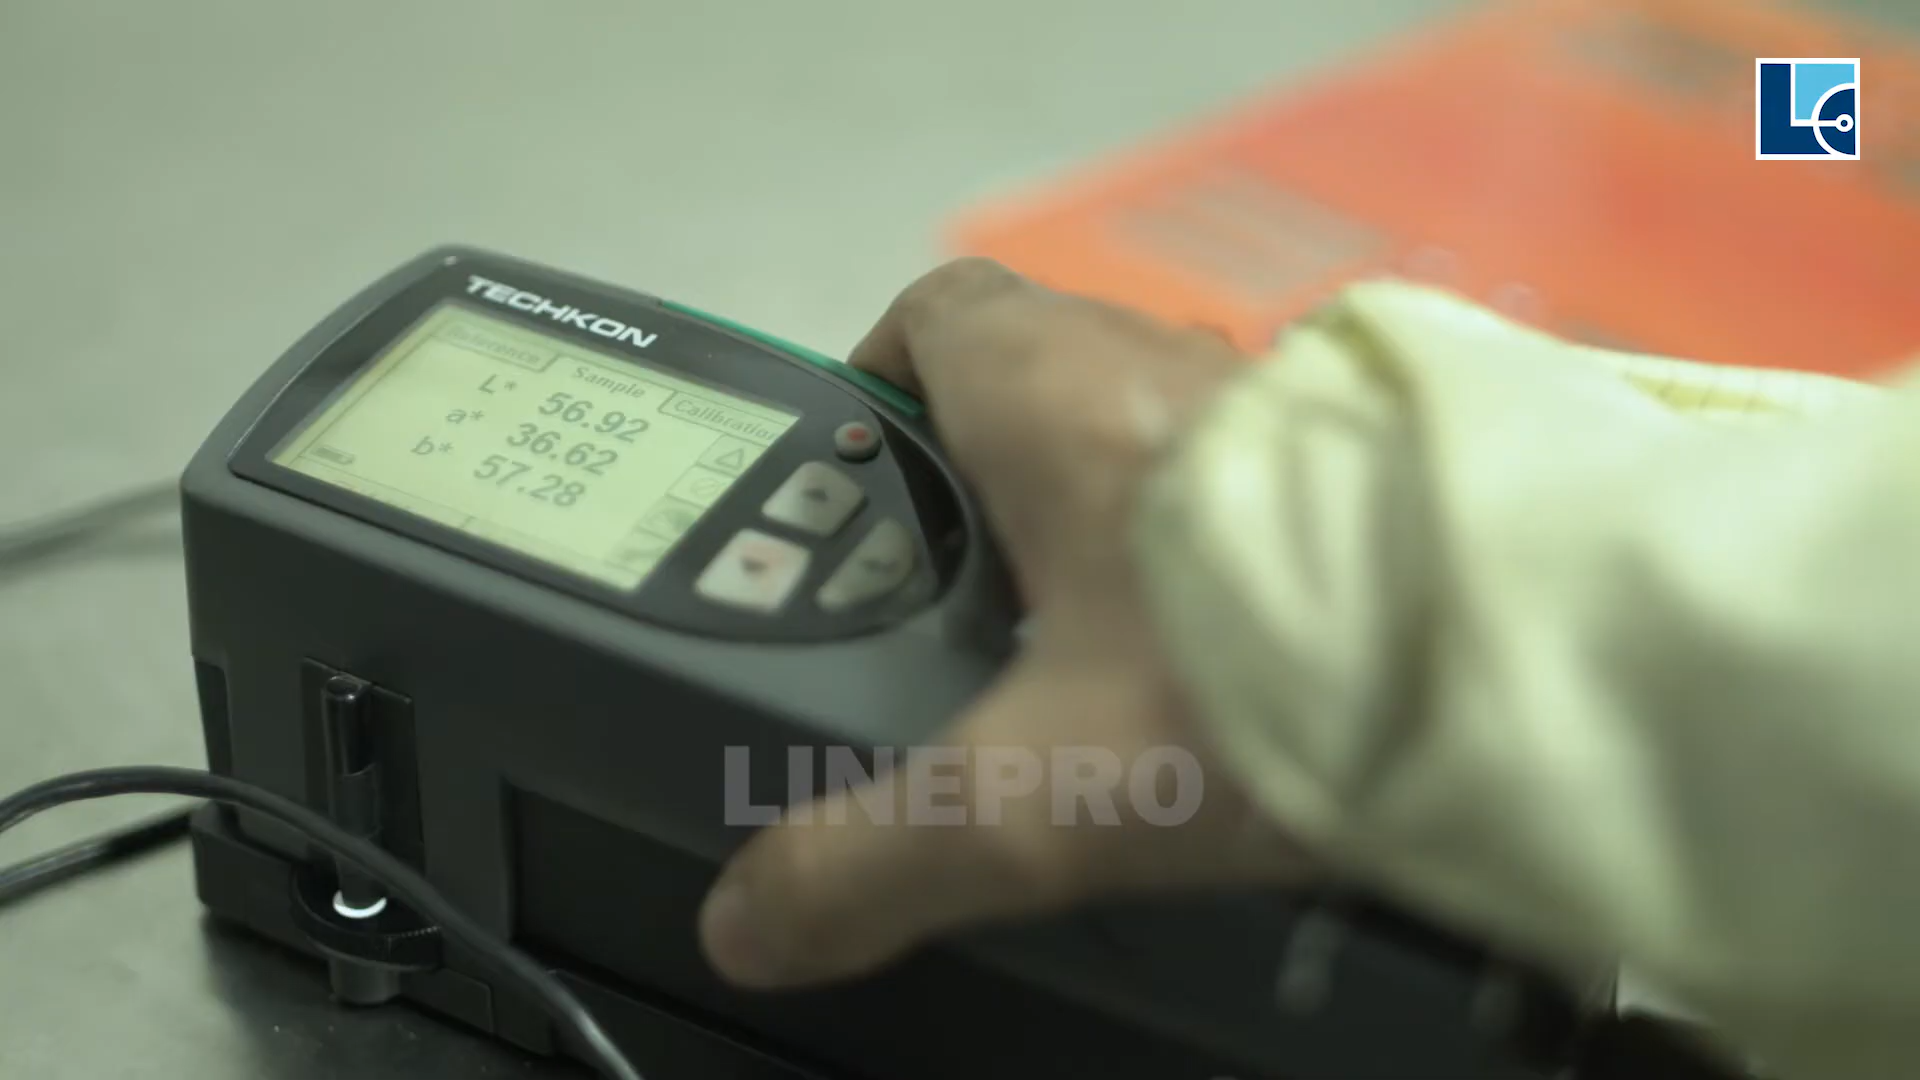 TECHKON
Reference
Sample
Calibration
L* 56.92
a* 36.62
b* 57.28
LINEPRO